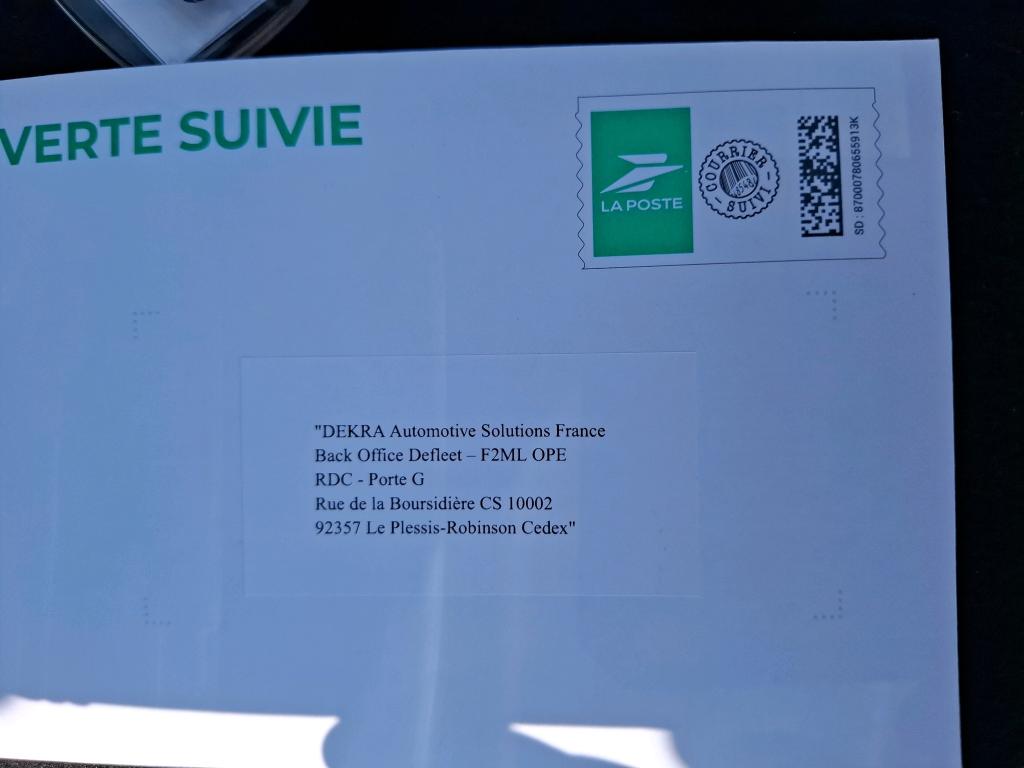 VERTE SUIVIE
LA POSTE
COURRIER
SUIVI
SD : 87000780655913K
"DEKRA Automotive Solutions France
Back Office Defleet – F2ML OPE
RDC - Porte G
Rue de la Boursidière CS 10002
92357 Le Plessis-Robinson Cedex"